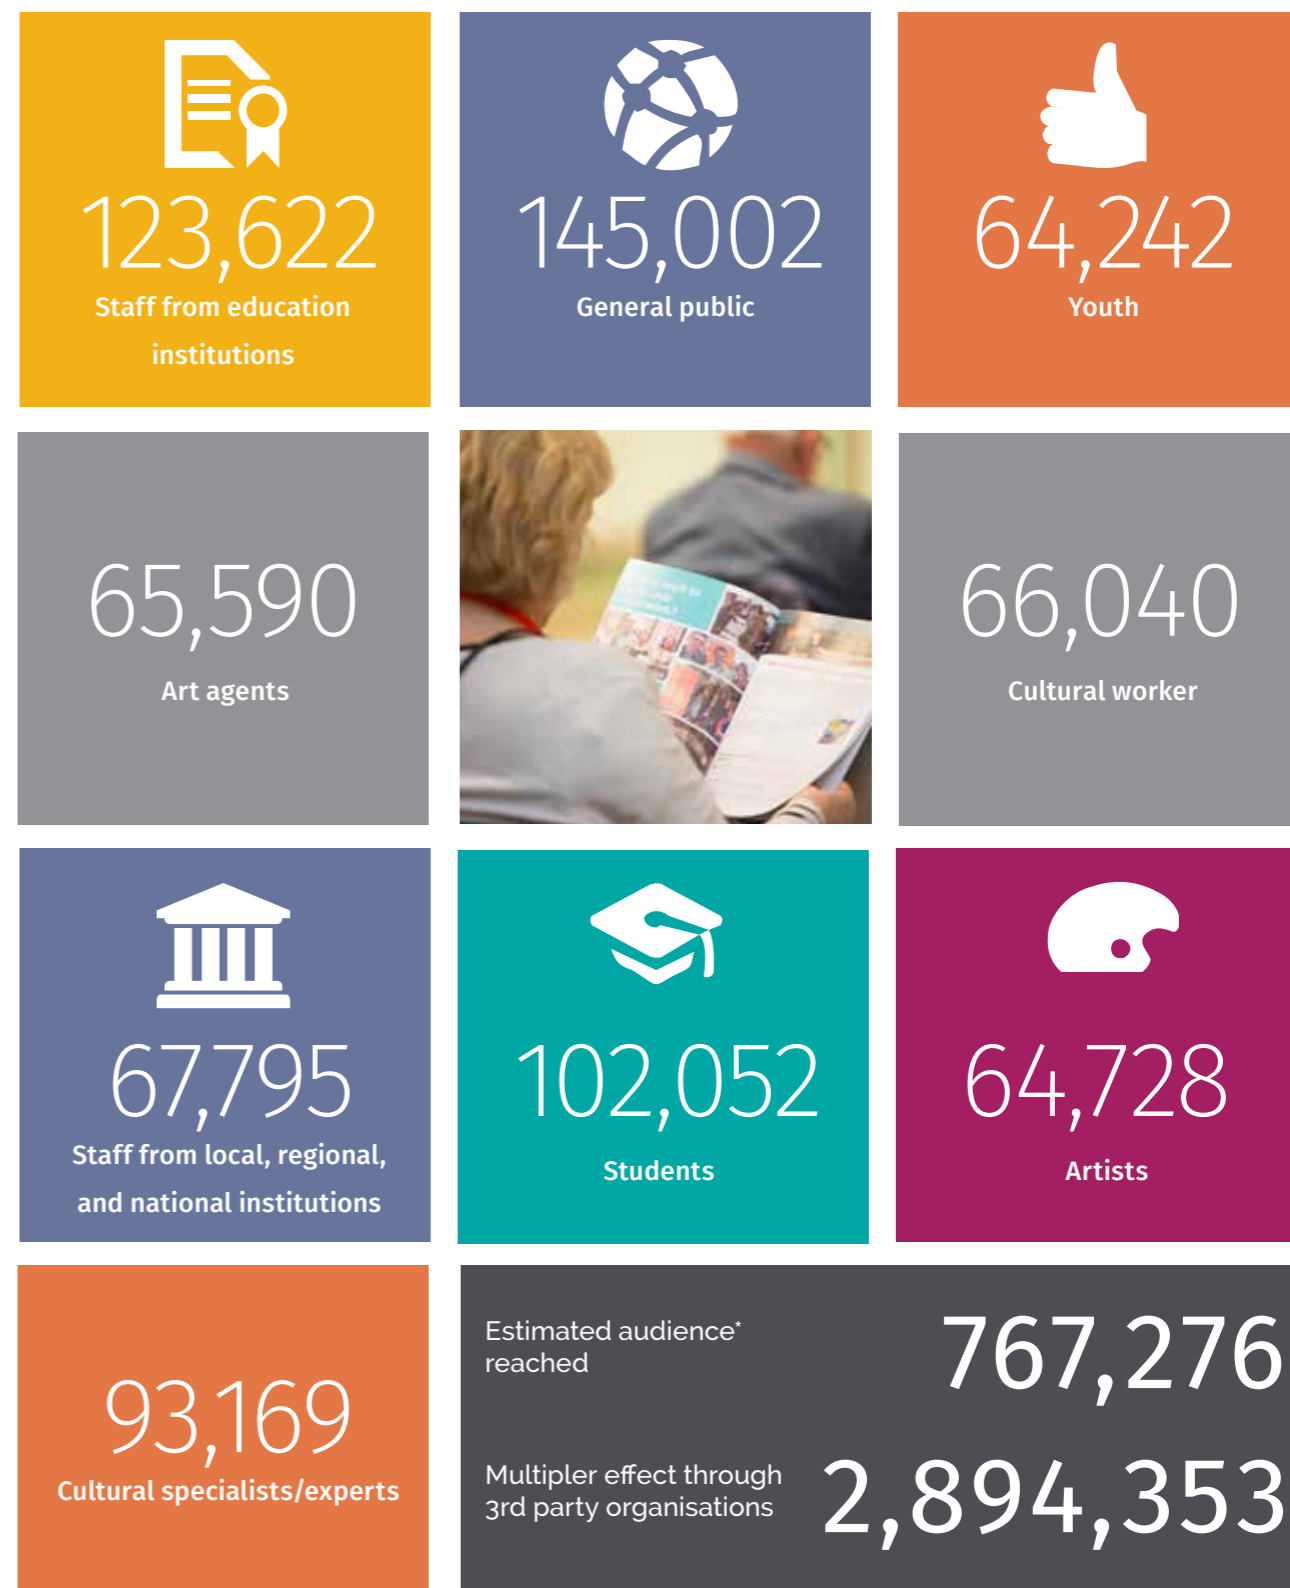 123,622
Staff from education
institutions
145,002
General public
64,242
Youth
65,590
Art agents
66,040
Cultural worker
67,795
Staff from local, regional,
and national institutions
102,052
Students
64,728
Artists
93,169
Cultural specialists/experts
Estimated audience*
reached
767,276
Multipler effect through
3rd party organisations
2,894,353